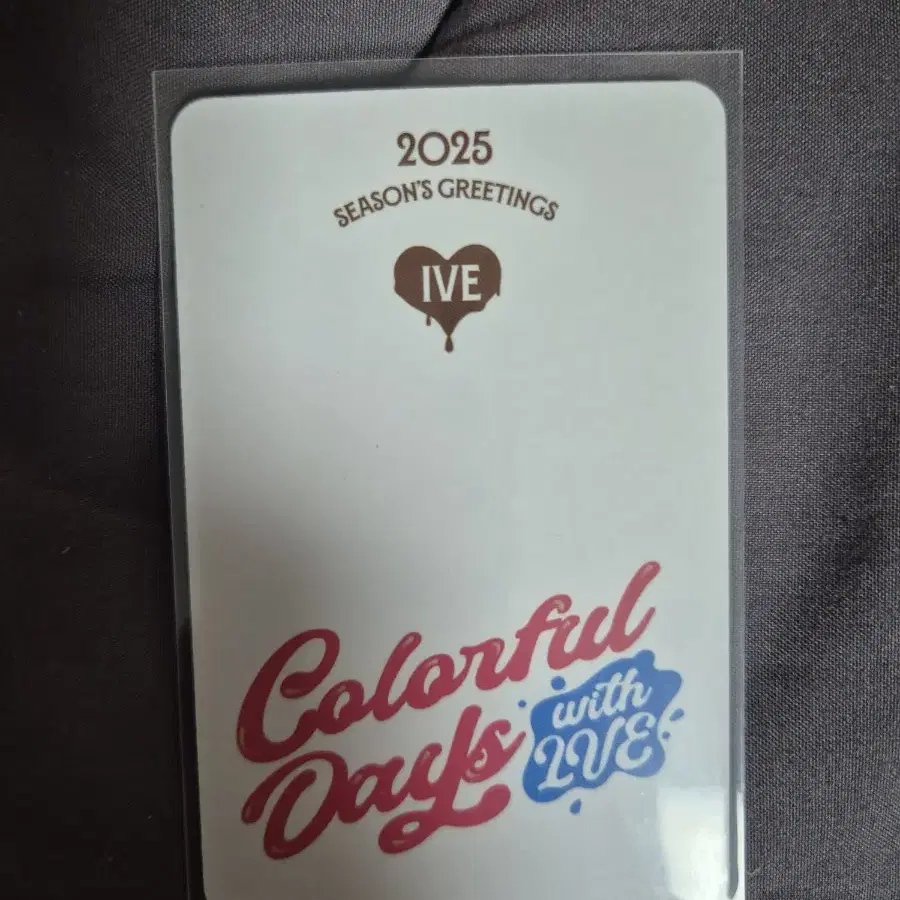 2025
SEASON'S GREETINGS
IVE
Colorful
Days
with
IVE